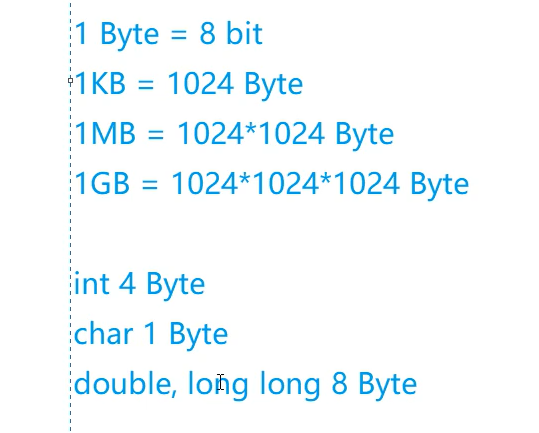 1 Byte = 8 bit
1KB = 1024 Byte
1MB = 1024*1024 Byte
1GB = 1024*1024*1024 Byte
int 4 Byte
char 1 Byte
double, long long 8 Byte